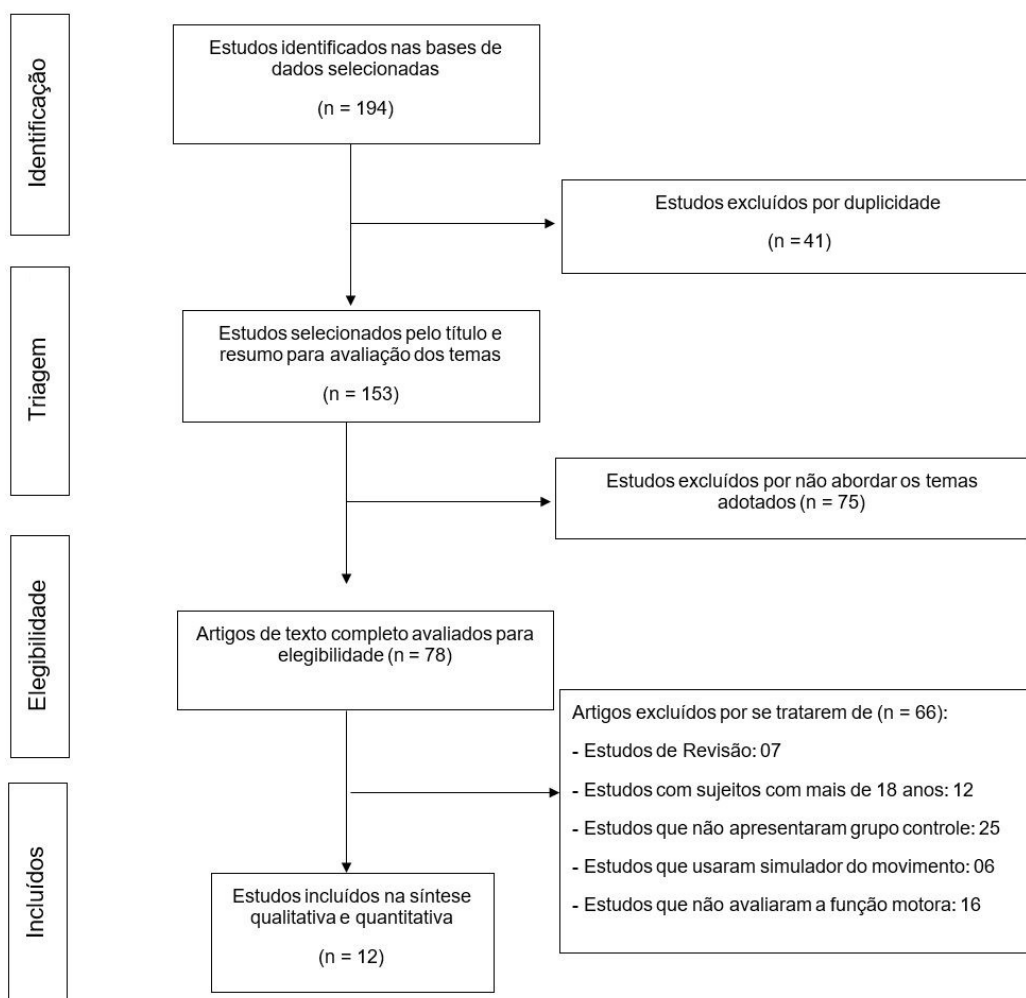 Identificação
Estudos identificados nas bases de
dados selecionadas
(n = 194)
Estudos excluídos por duplicidade
(n = 41)
Triagem
Estudos selecionados pelo título e
resumo para avaliação dos temas
(n = 153)
Estudos excluídos por não abordar os temas
adotados (n = 75)
Elegibilidade
Artigos de texto completo avaliados para
elegibilidade (n = 78)
Artigos excluídos por se tratarem de (n = 66):
- Estudos de Revisão: 07
- Estudos com sujeitos com mais de 18 anos: 12
- Estudos que não apresentaram grupo controle: 25
- Estudos que usaram simulador do movimento: 06
- Estudos que não avaliaram a função motora: 16
Incluídos
Estudos incluídos na síntese
qualitativa e quantitativa
(n = 12)